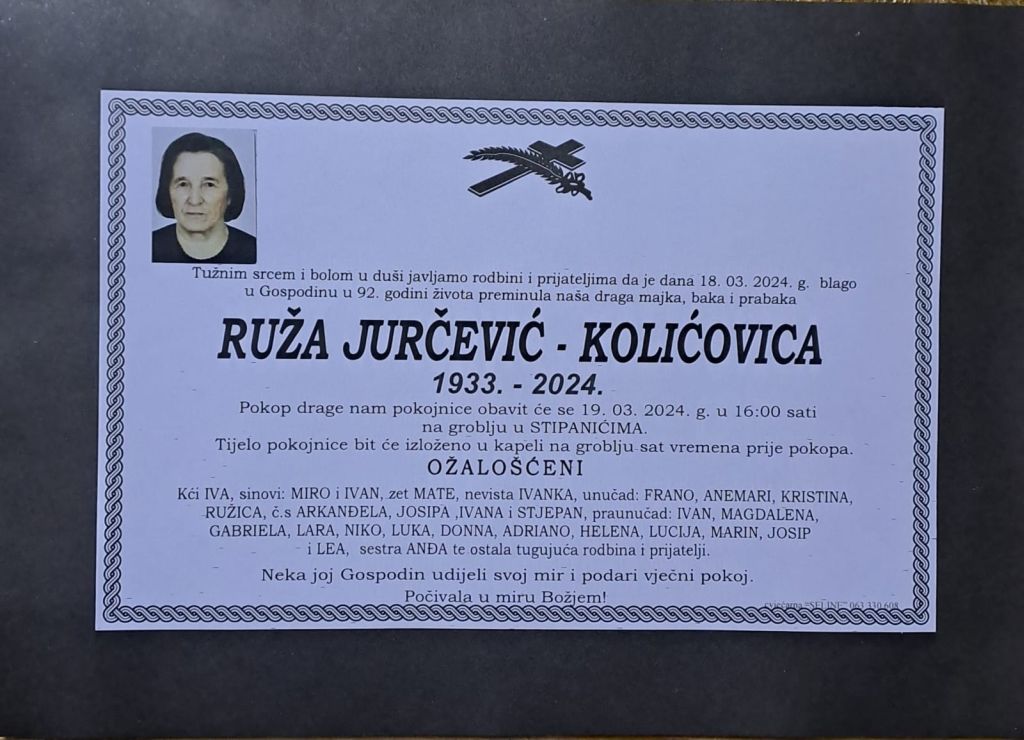 Tužnim srcem i bolom u duši javljamo rodbini i prijateljima da je dana 18. 03. 2024. g. blago
u Gospodinu u 92. godini života preminula naša draga majka, baka i prabaka
RUŽA JURČEVIĆ - KOLIĆOVICA
1933. - 2024.
Pokop drage nam pokojnice obavit će se 19. 03. 2024. g. u 16:00 sati
na groblju u STIPANIĆIMA.
Tijelo pokojnice bit će izloženo u kapeli na groblju sat vremena prije pokopa.
OŽALOŠĆENI
Kći IVA, sinovi: MIRO i IVAN, zet MATE, nevista IVANKA, unučad: FRANO, ANEMARI, KRISTINA,
RUŽICA, č.s ARKANĐELA, JOSIPA ,IVANA i STJEPAN, praunučad: IVAN, MAGDALENA,
GABRIELA, LARA, NIKO, LUKA, DONNA, ADRIANO, HELENA, LUCIJA, MARIN, JOSIP
i LEA, sestra ANĐA te ostala tugujuća rodbina i prijatelji.
Neka joj Gospodin udijeli svoj mir i podari vječni pokoj.
Počivala u miru Božjem!
cvjećarna "SELINE" 063 330 608